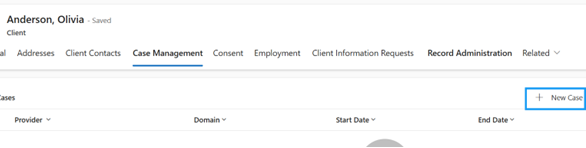 Anderson, Olivia - Saved
Client
al Addresses Client Contacts Case Management Consent Employment Client Information Requests Record Administration Related
Cases + New Case
Provider Domain Start Date End Date